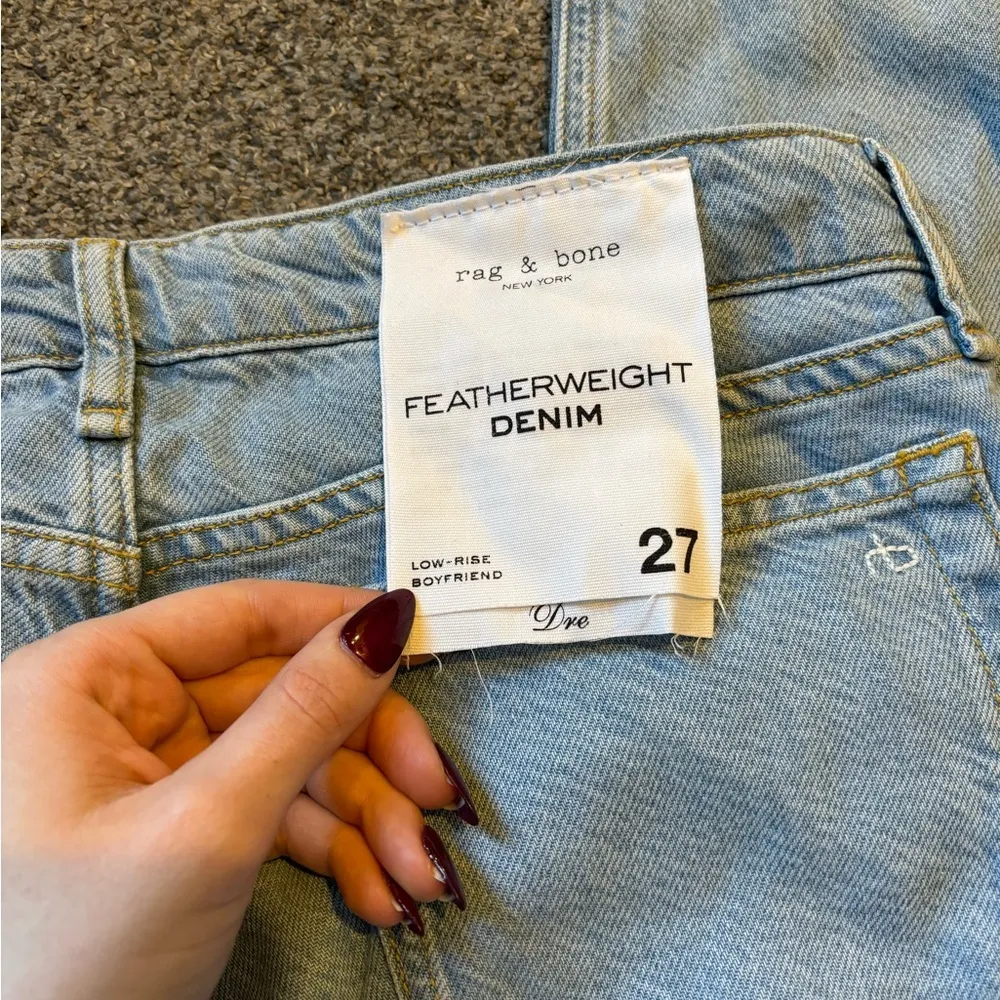 rag & bone
NEW YORK
FEATHERWEIGHT
DENIM
LOW-RISE
BOYFRIEND
27
Dre